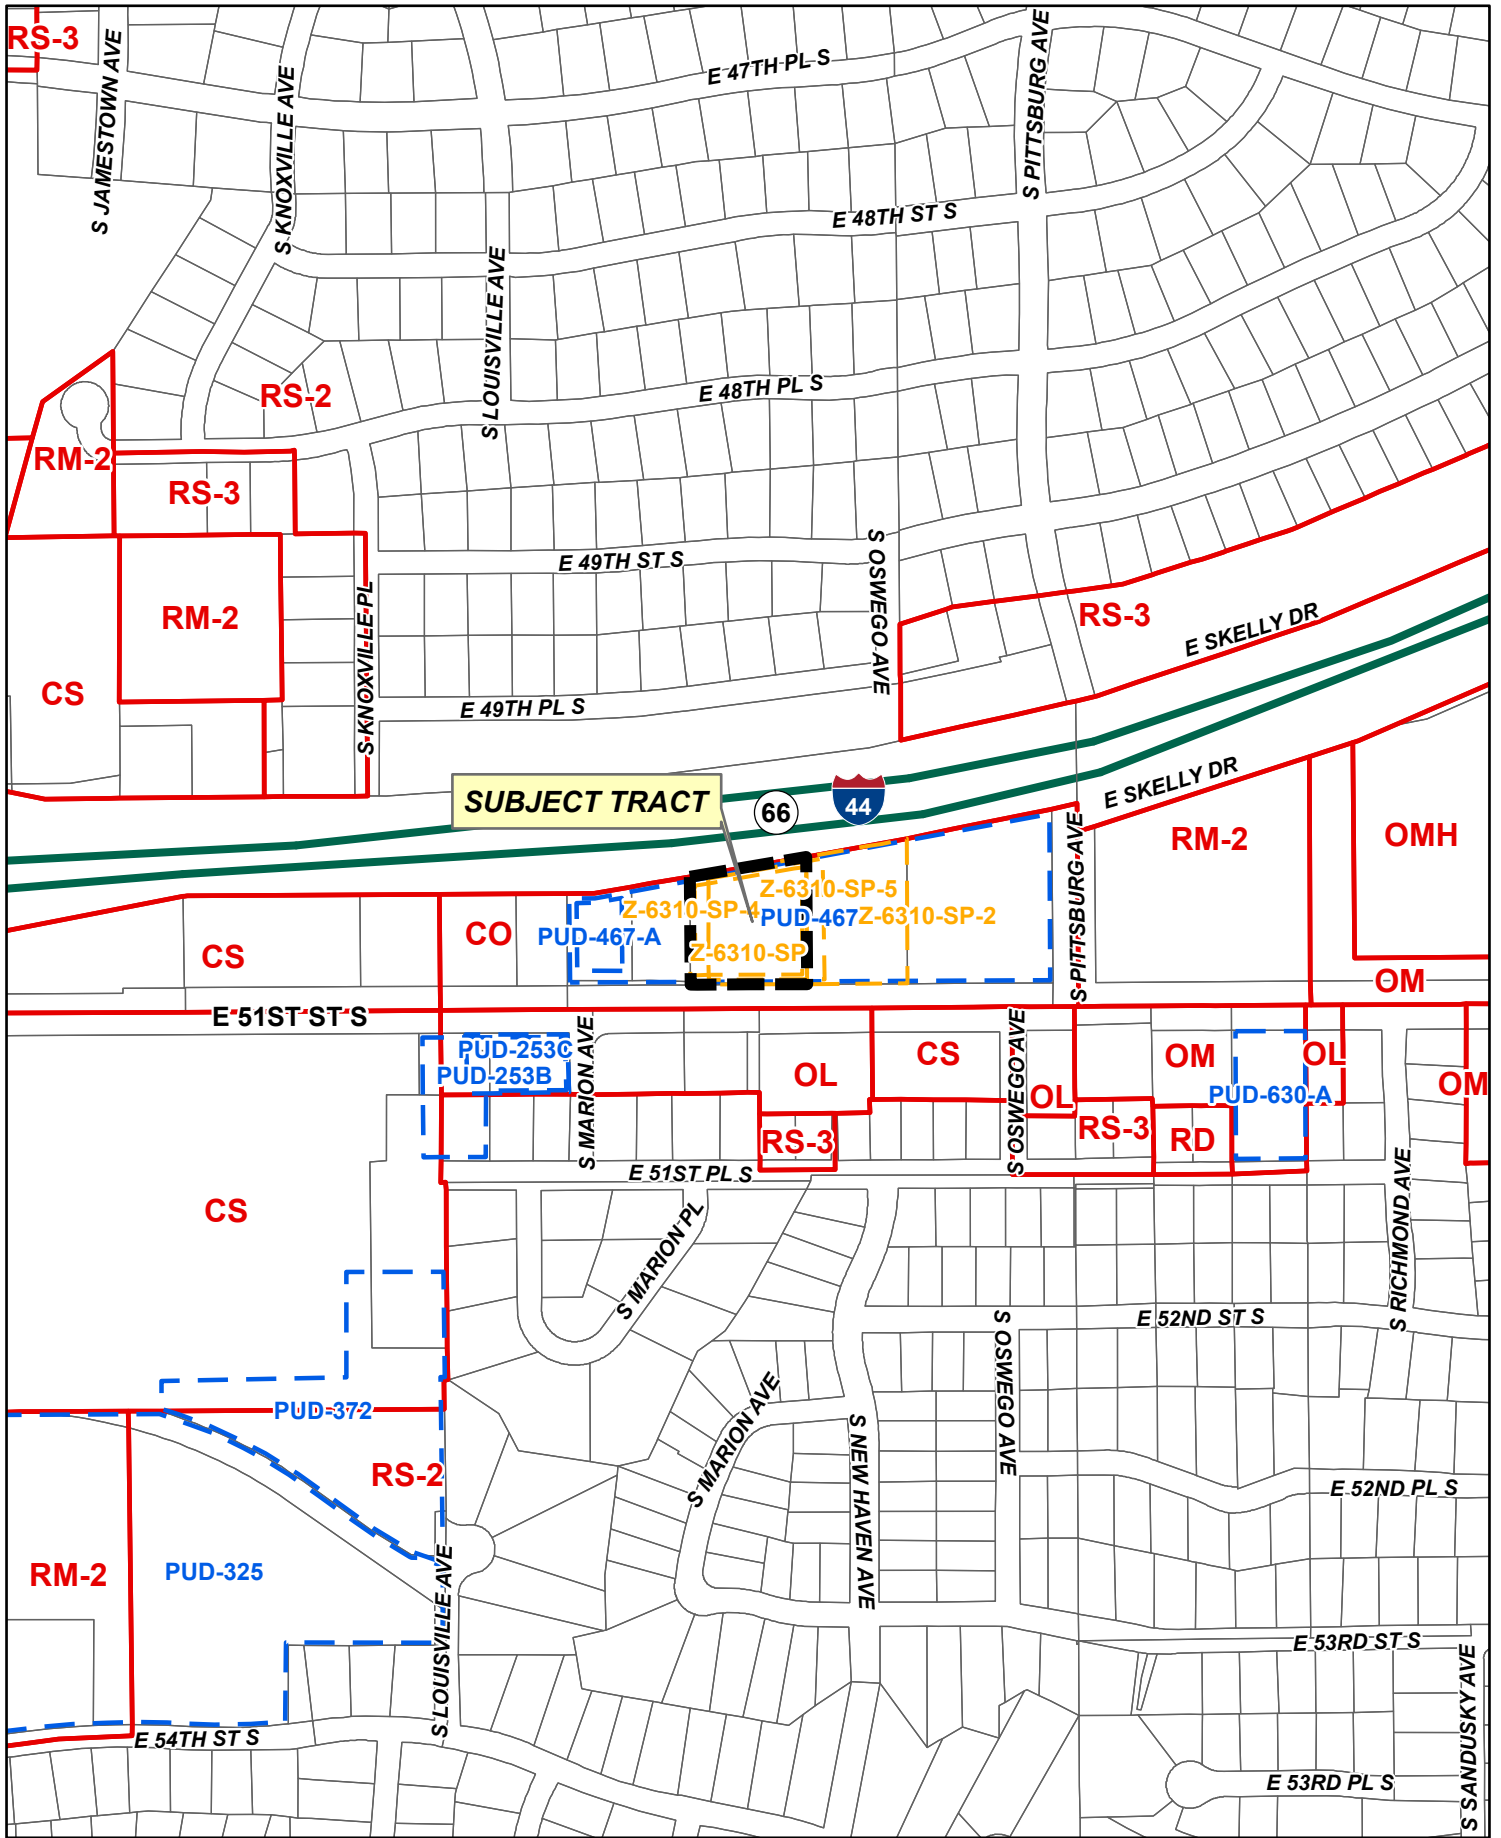 RS-3
S JAMESTOWN AVE
S KNOXVILLE AVE
E 47TH PL S
S PITTSBURG AVE
E 48TH ST S
S LOUISVILLE AVE
RS-2
E 48TH PL S
RM-2
RS-3
E 49TH ST S
S OSWEGO AVE
RM-2
RS-3
E SKELLY DR
S KNOXVILLE PL
CS
E 49TH PL S
SUBJECT TRACT
66
44
E SKELLY DR
RM-2
OMH
S PITTSBURG AVE
Z-6310-SP-5
Z-6310-SP-4
PUD-467
Z-6310-SP-2
CO
PUD-467-A
CS
Z-6310-SP
OM
E 51ST ST S
S MARION AVE
S OSWEGO AVE
PUD-253C
PUD-253B
OL
CS
OM
OL
OM
OL
PUD-630-A
RS-3
RS-3
RD
E 51ST PL S
S RICHMOND AVE
CS
S MARION PL
E 52ND ST S
S OSWEGO AVE
S MARION AVE
PUD-372
S NEW HAVEN AVE
RS-2
E 52ND PL S
RM-2
PUD-325
S LOUISVILLE AVE
E 53RD ST S
S SANDUSKY AVE
E 54TH ST S
E 53RD PL S